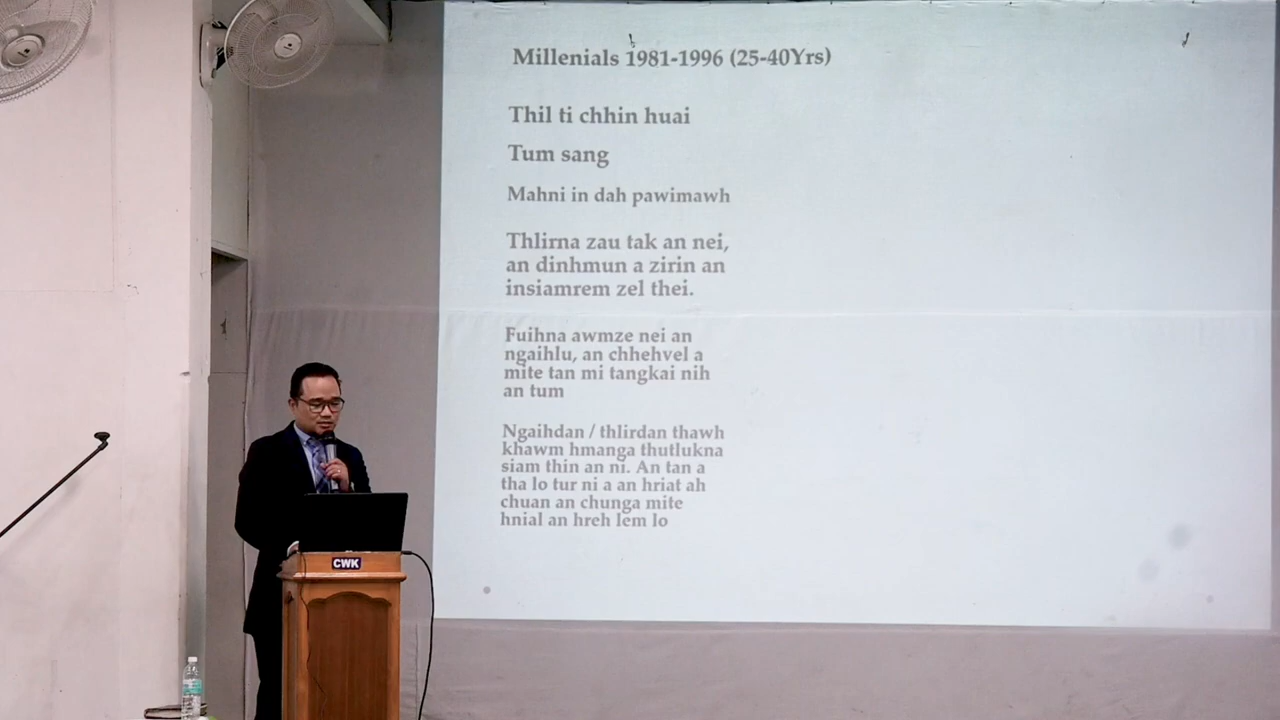 Millenials 1981-1996 (25-40Yrs)
Thil ti chhin huai
Tum sang
Mahni in dah pawimawh
Thlirna zau tak an nei,
an dinhmun a zirin an
insiamrem zel thei.
Fuihna awmze nei an
ngaihlu, an chhehvel a
mite tan mi tangkai nih
an tum
Ngaihdan / thlirdan thawh
khawm hmanga thutlukna
siam thin an ni. An tan a
tha lo tur ni a an hriat ah
chuan an chunga mite
hnial an hreh lem lo
CWK